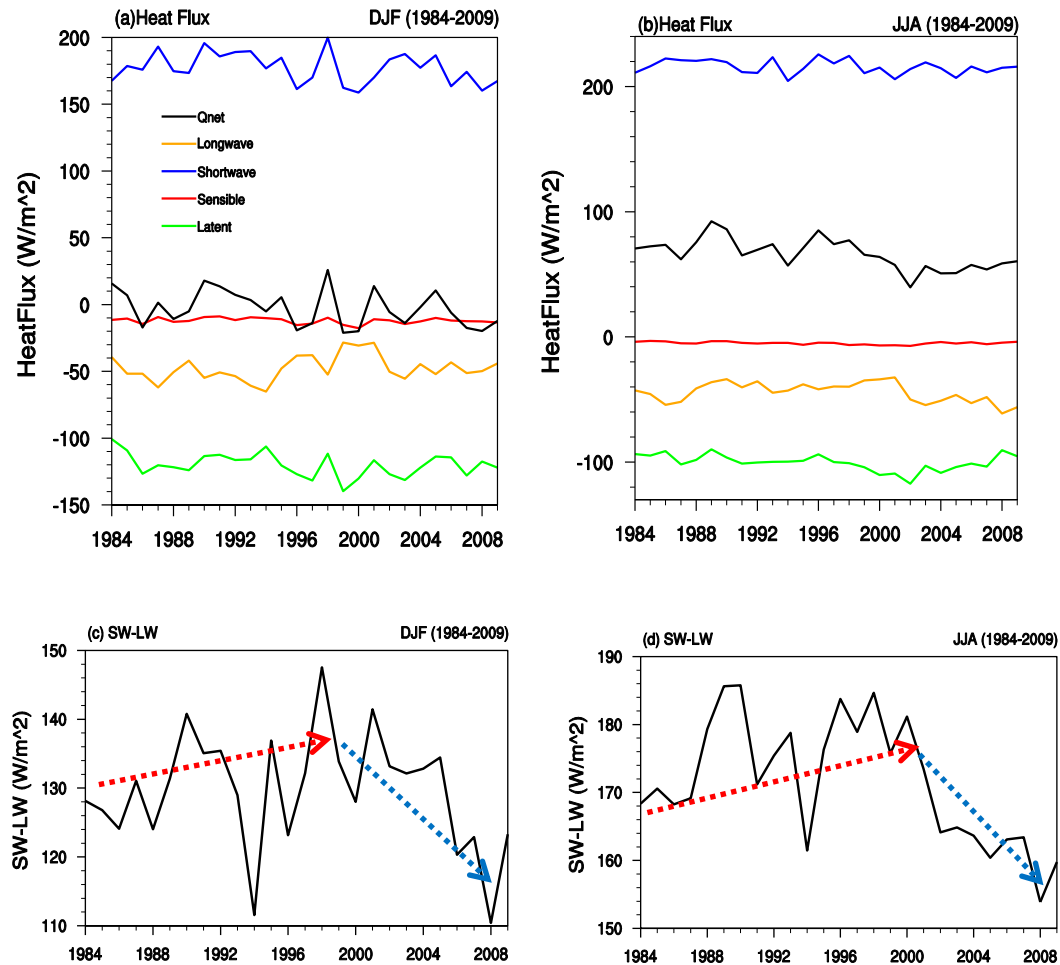 (a)Heat Flux DJF (1984-2009)
200
150
100
50
0
-50
-100
-150
HeatFlux (W/m^2)
Qnet
Longwave
Shortwave
Sensible
Latent
1984 1988 1992 1996 2000 2004 2008
(b)Heat Flux JJA (1984-2009)
200
100
0
-100
HeatFlux (W/m^2)
1984 1988 1992 1996 2000 2004 2008
(c) SW-LW DJF (1984-2009)
150
140
130
120
110
SW-LW (W/m^2)
1984 1988 1992 1996 2000 2004 2008
(d) SW-LW JJA (1984-2009)
190
180
170
160
150
SW-LW (W/m^2)
1984 1988 1992 1996 2000 2004 2008